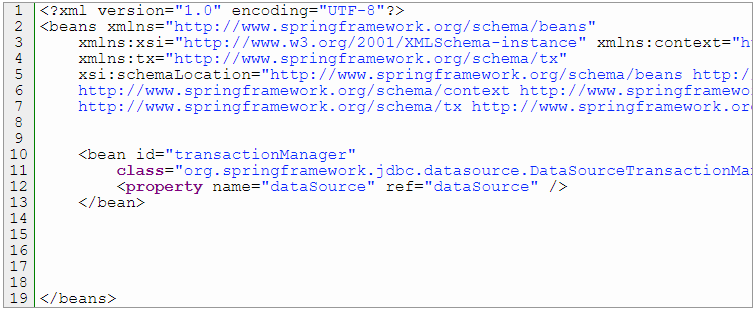 1 <?xml version="1.0" encoding="UTF-8"?>
2 <beans xmlns="http://www.springframework.org/schema/beans"
3 xmlns:xsi="http://www.w3.org/2001/XMLSchema-instance" xmlns:context="h
4 xmlns:tx="http://www.springframework.org/schema/tx"
5 xsi:schemaLocation="http://www.springframework.org/schema/beans http:/
6 http://www.springframework.org/schema/context http://www.springframewo
7 http://www.springframework.org/schema/tx http://www.springframework.or
8
9
10 <bean id="transactionManager"
11 class="org.springframework.jdbc.datasource.DataSourceTransactionMa
12 <property name="dataSource" ref="dataSource" />
13 </bean>
14
15
16
17
18
19 </beans>